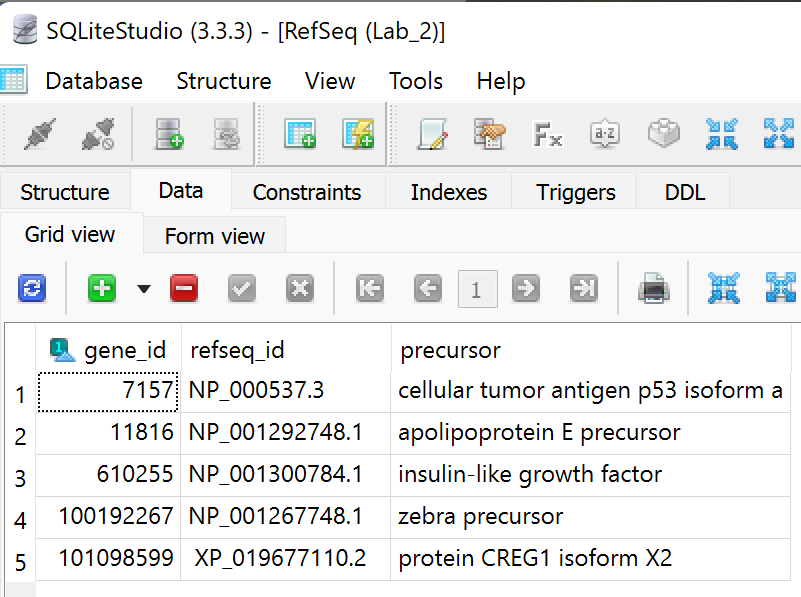 SQLiteStudio (3.3.3) - [RefSeq (Lab_2)]
Database Structure View Tools Help
Fx a-z
Structure Data Constraints Indexes Triggers DDL
Grid view Form view
1
1 gene_id refseq_id precursor
1 7157 NP_000537.3 cellular tumor antigen p53 isoform a
2 11816 NP_001292748.1 apolipoprotein E precursor
3 610255 NP_001300784.1 insulin-like growth factor
4 100192267 NP_001267748.1 zebra precursor
5 101098599 XP_019677110.2 protein CREG1 isoform X2